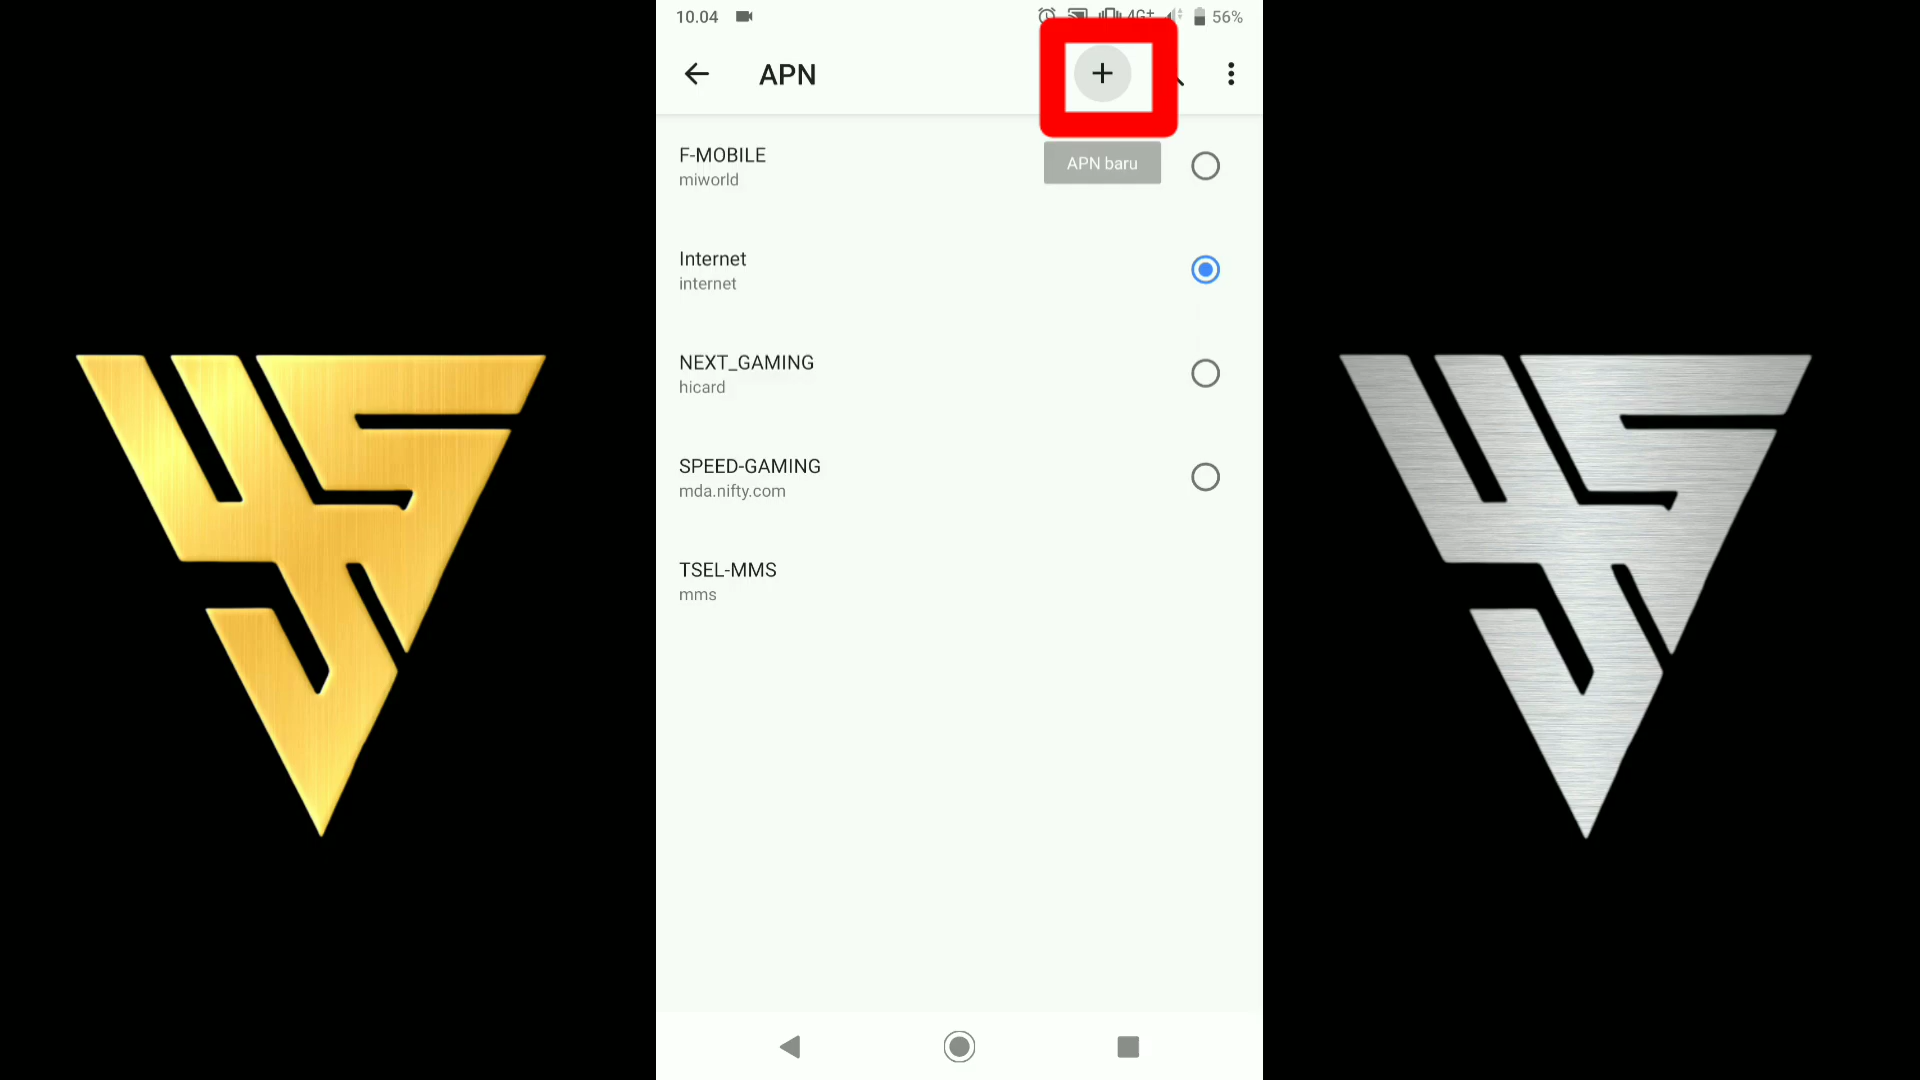 10.04
4G+
56%
APN
APN baru
F-MOBILE
miworld
Internet
internet
NEXT_GAMING
hicard
SPEED-GAMING
mda.nifty.com
TSEL-MMS
mms